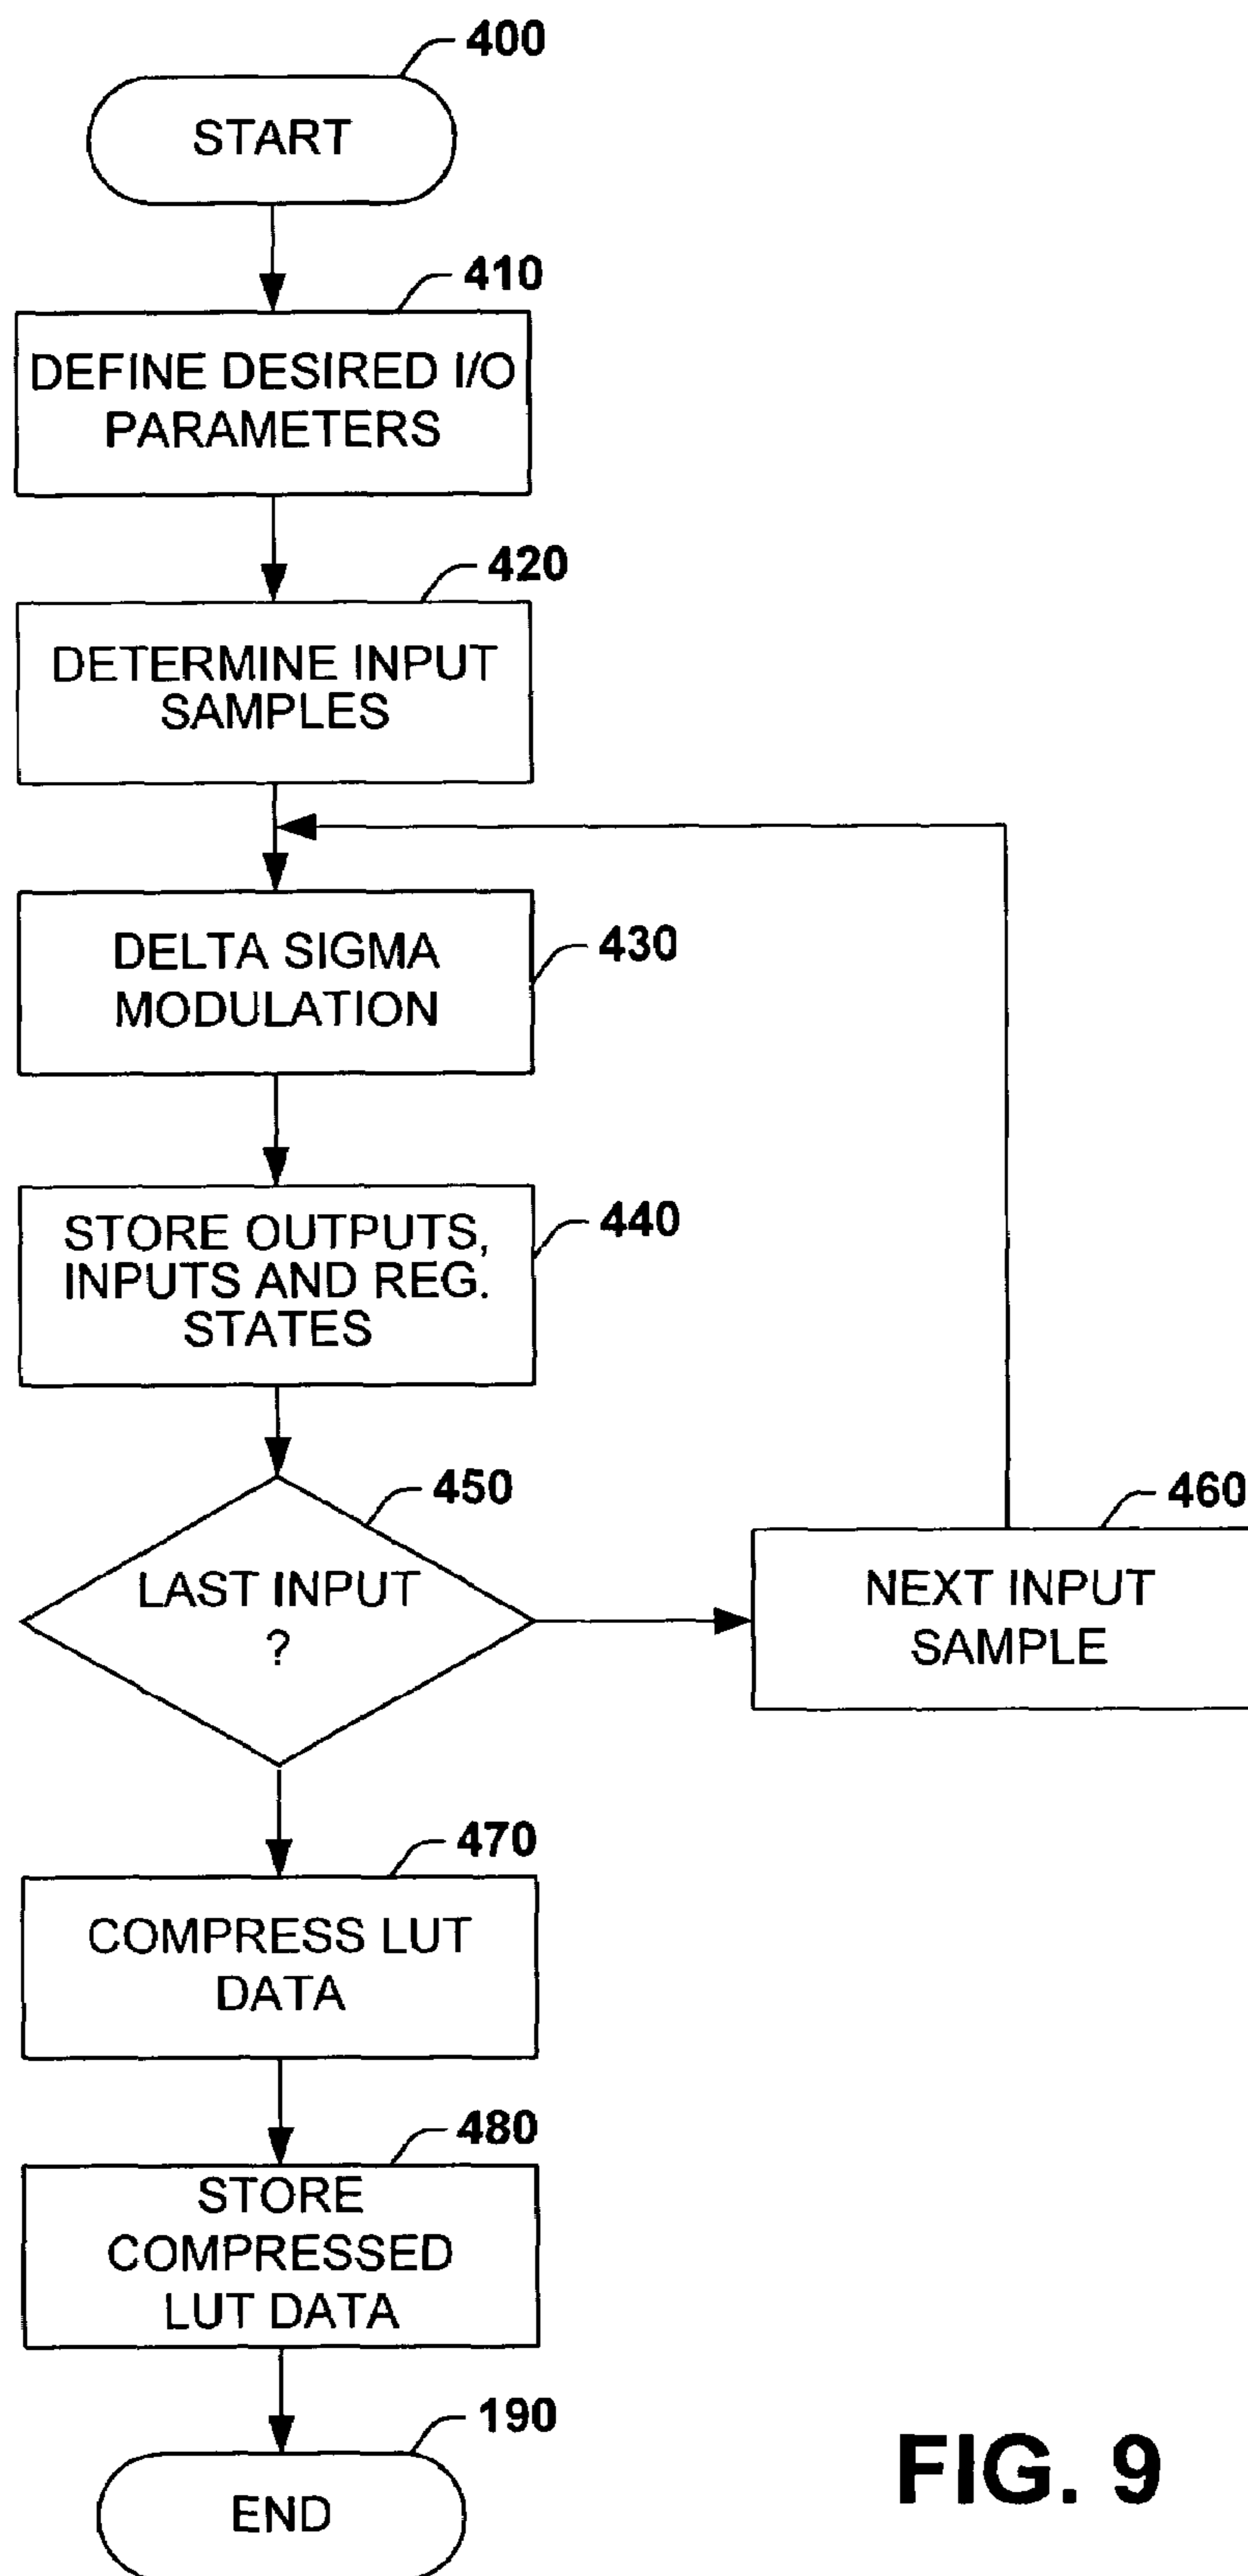 400
START
410
DEFINE DESIRED I/O
PARAMETERS
420
DETERMINE INPUT
SAMPLES
430
DELTA SIGMA
MODULATION
440
STORE OUTPUTS,
INPUTS AND REG.
STATES
450
LAST INPUT
?
460
NEXT INPUT
SAMPLE
470
COMPRESS LUT
DATA
480
STORE
COMPRESSED
LUT DATA
190
END
FIG. 9